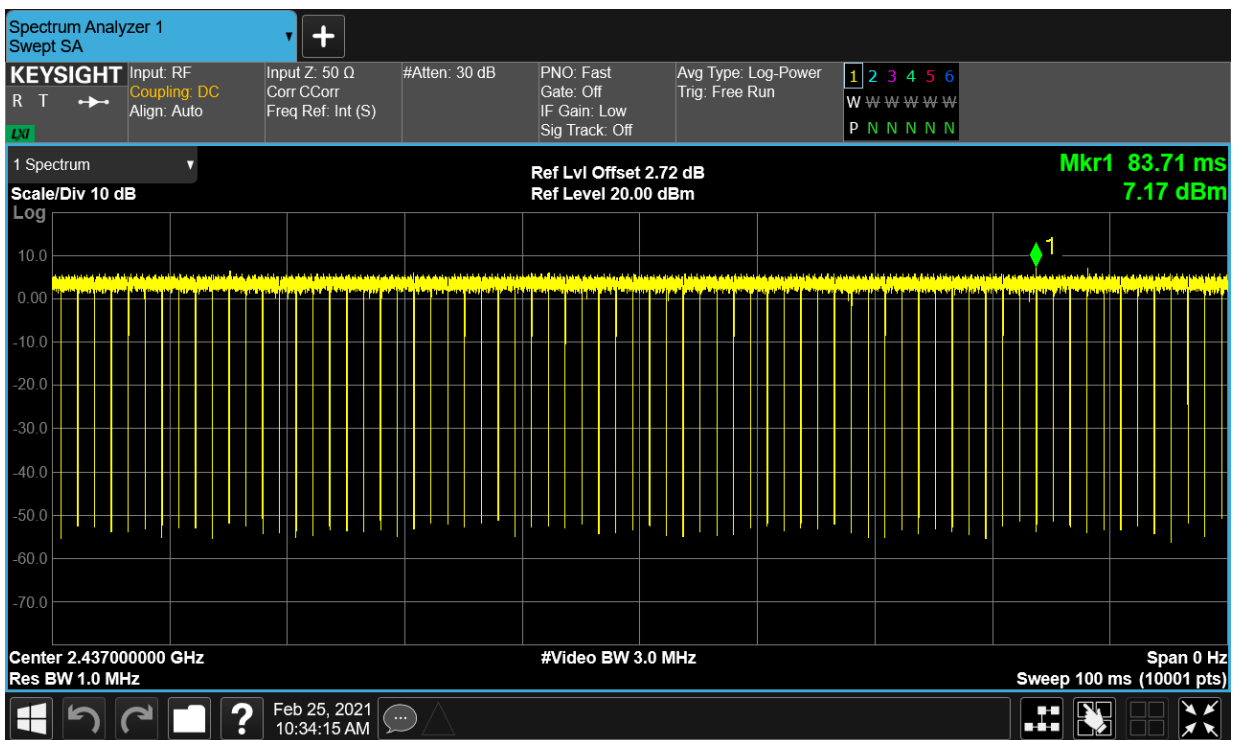 Spectrum Analyzer 1
Swept SA
KEYSIGHT
R T
LXI
Input: RF
Coupling: DC
Align: Auto
Input Z: 50 Ω
Corr CCorr
Freq Ref: Int (S)
#Atten: 30 dB
PNO: Fast
Gate: Off
IF Gain: Low
Sig Track: Off
Avg Type: Log-Power
Trig: Free Run
1 2 3 4 5 6
W W W W W W
P N N N N N
1 Spectrum
Scale/Div 10 dB
Log
Ref Lvl Offset 2.72 dB
Ref Level 20.00 dBm
Mkr1 83.71 ms
7.17 dBm
1
10.0
0.00
-10.0
-20.0
-30.0
-40.0
-50.0
-60.0
-70.0
Center 2.437000000 GHz
Res BW 1.0 MHz
#Video BW 3.0 MHz
Span 0 Hz
Sweep 100 ms (10001 pts)
?
Feb 25, 2021
10:34:15 AM